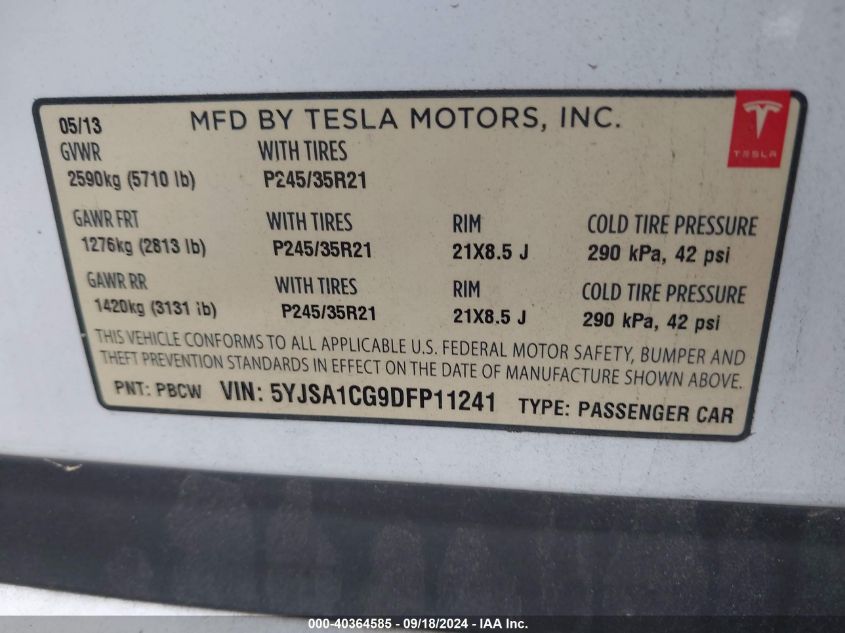 05/13 MFD BY TESLA MOTORS, INC.
TESLA
GVWR WITH TIRES
2590kg (5710 lb) P245/35R21
GAWR FRT WITH TIRES RIM COLD TIRE PRESSURE
1276kg (2813 lb) P245/35R21 21X8.5 J 290 kPa, 42 psi
GAWR RR WITH TIRES RIM COLD TIRE PRESSURE
1420kg (3131 lb) P245/35R21 21X8.5 J 290 kPa, 42 psi
THIS VEHICLE CONFORMS TO ALL APPLICABLE U.S. FEDERAL MOTOR SAFETY, BUMPER AND
THEFT PREVENTION STANDARDS IN EFFECT ON THE DATE OF MANUFACTURE SHOWN ABOVE.
PNT: PBCW VIN: 5YJSA1CG9DFP11241 TYPE: PASSENGER CAR
000-40364585 - 09/18/2024 - IAA Inc.